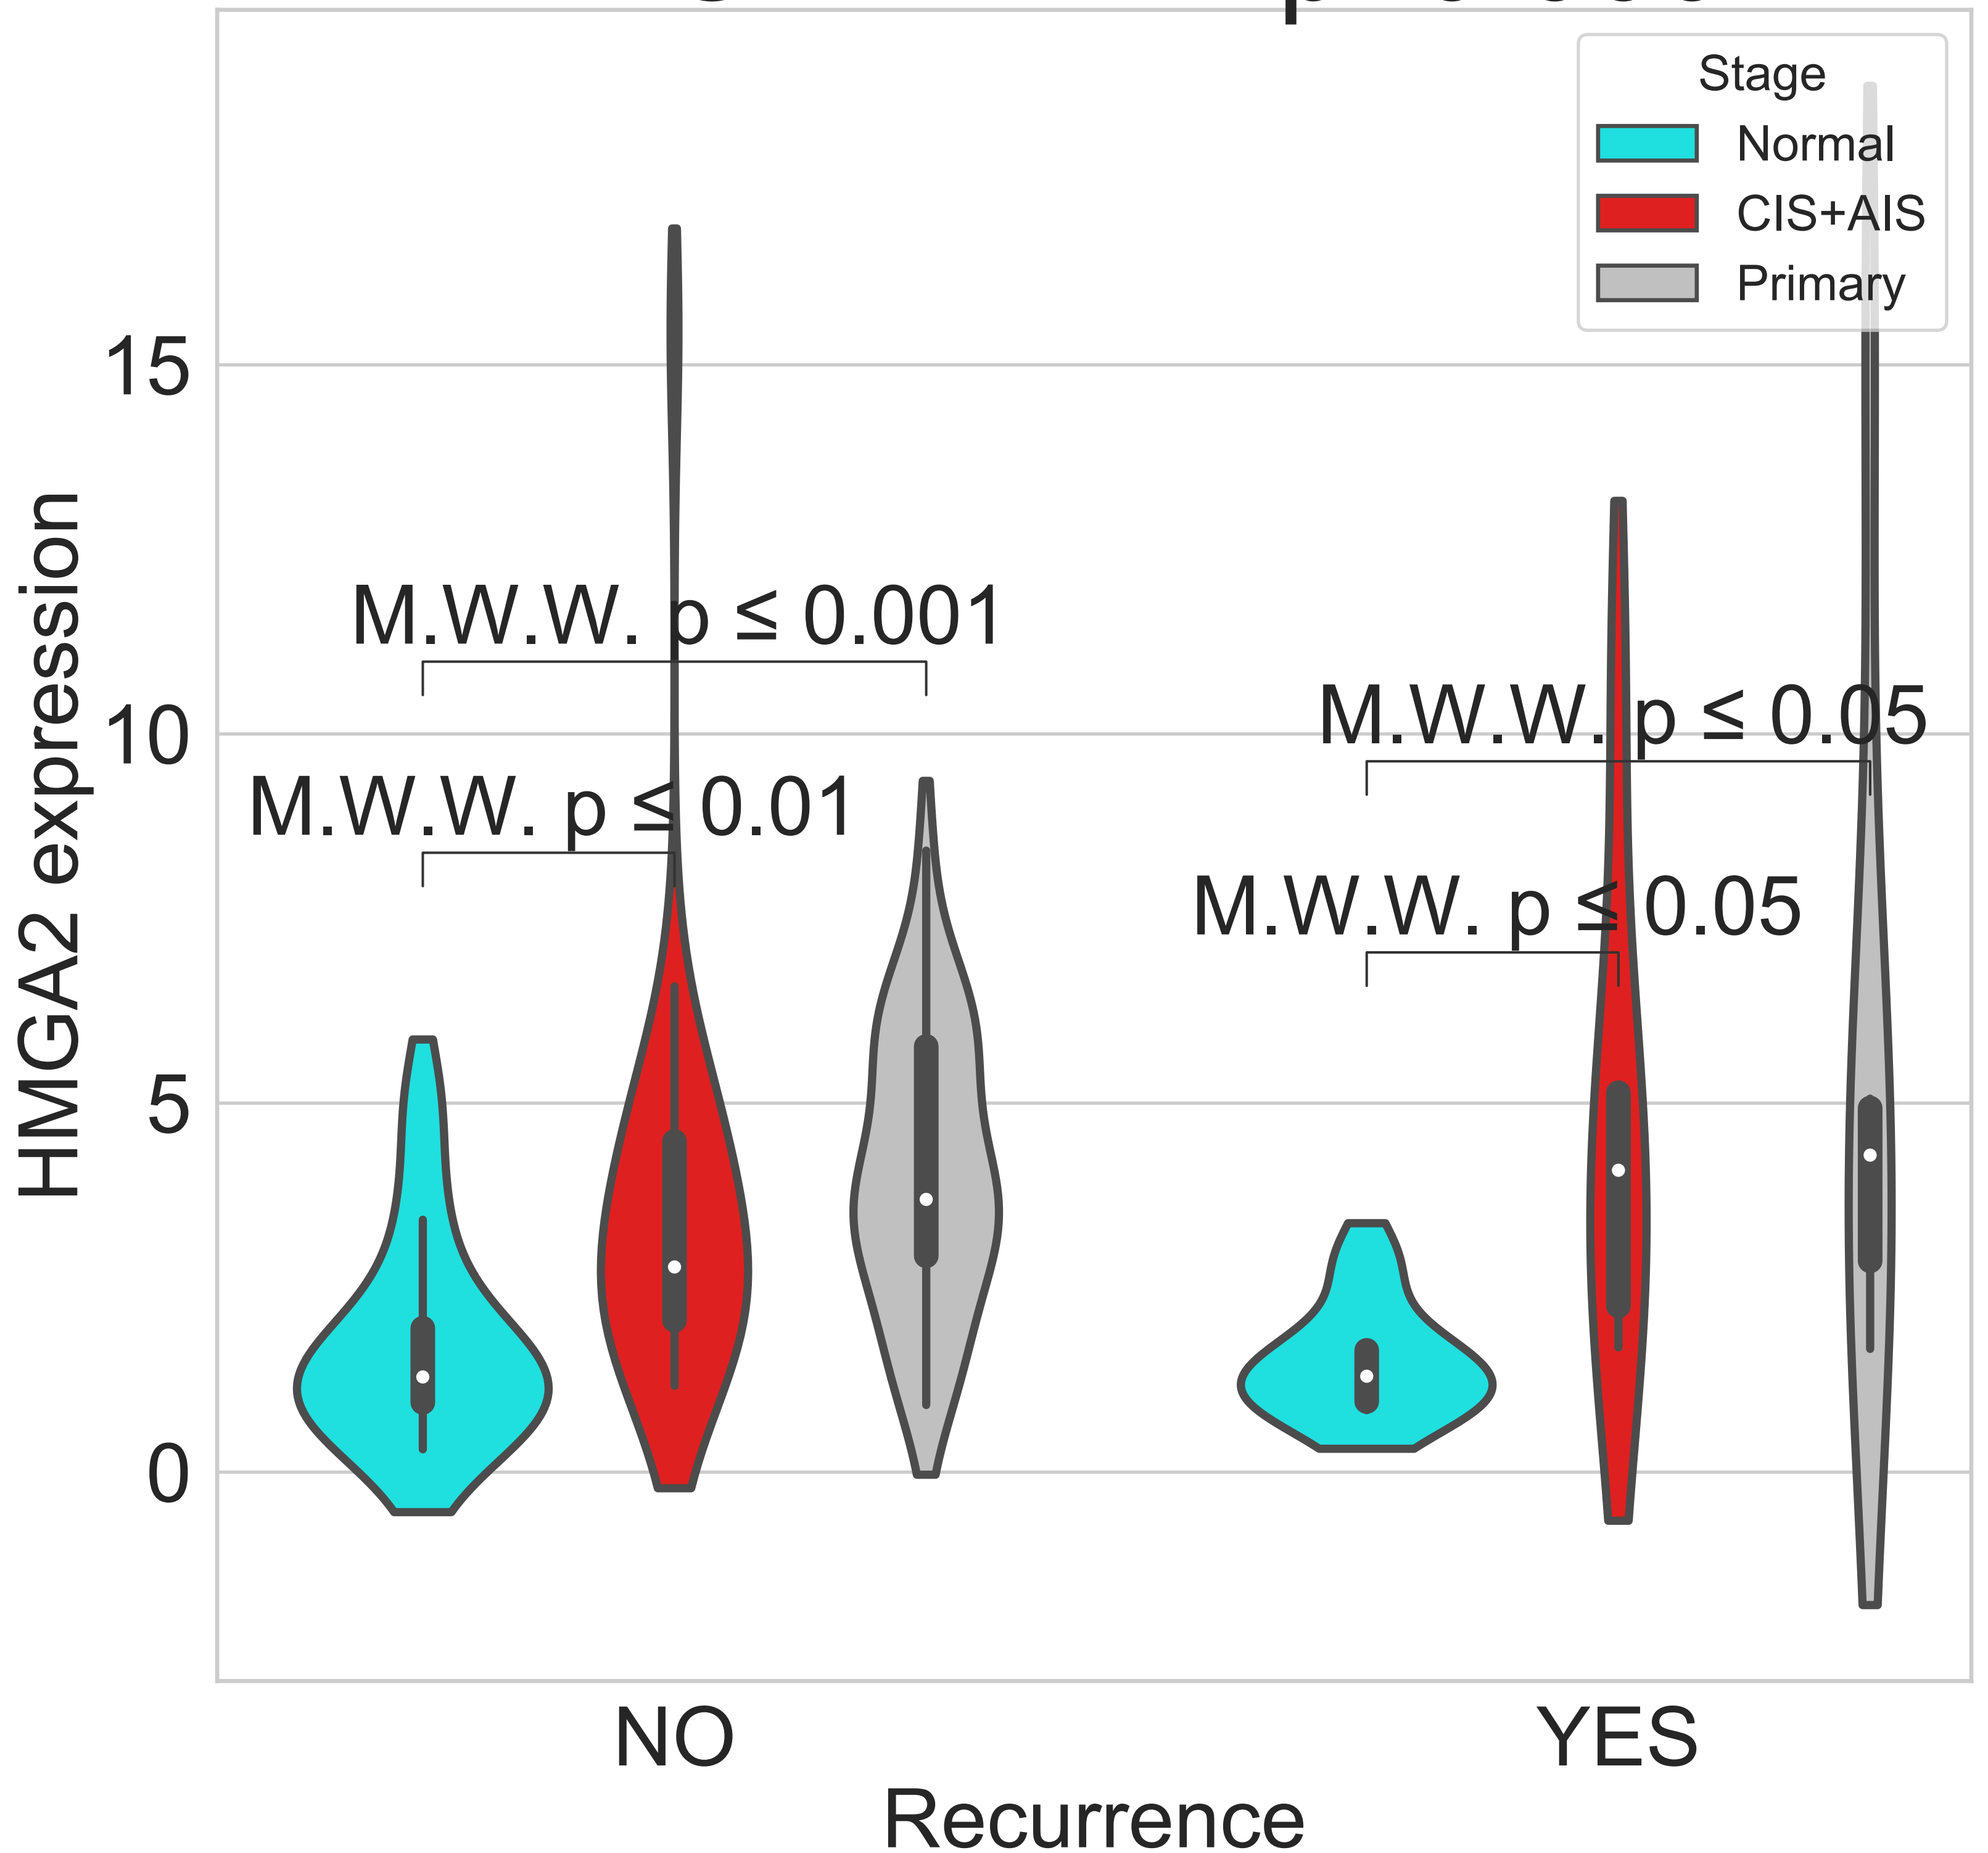 Stage
Normal
CIS+AIS
Primary
15
10
5
0
HMGA2 expression
M.W.W. p ≤ 0.001
M.W.W. p ≤ 0.01
M.W.W. p ≤ 0.05
M.W.W. p ≤ 0.05
NO
YES
Recurrence